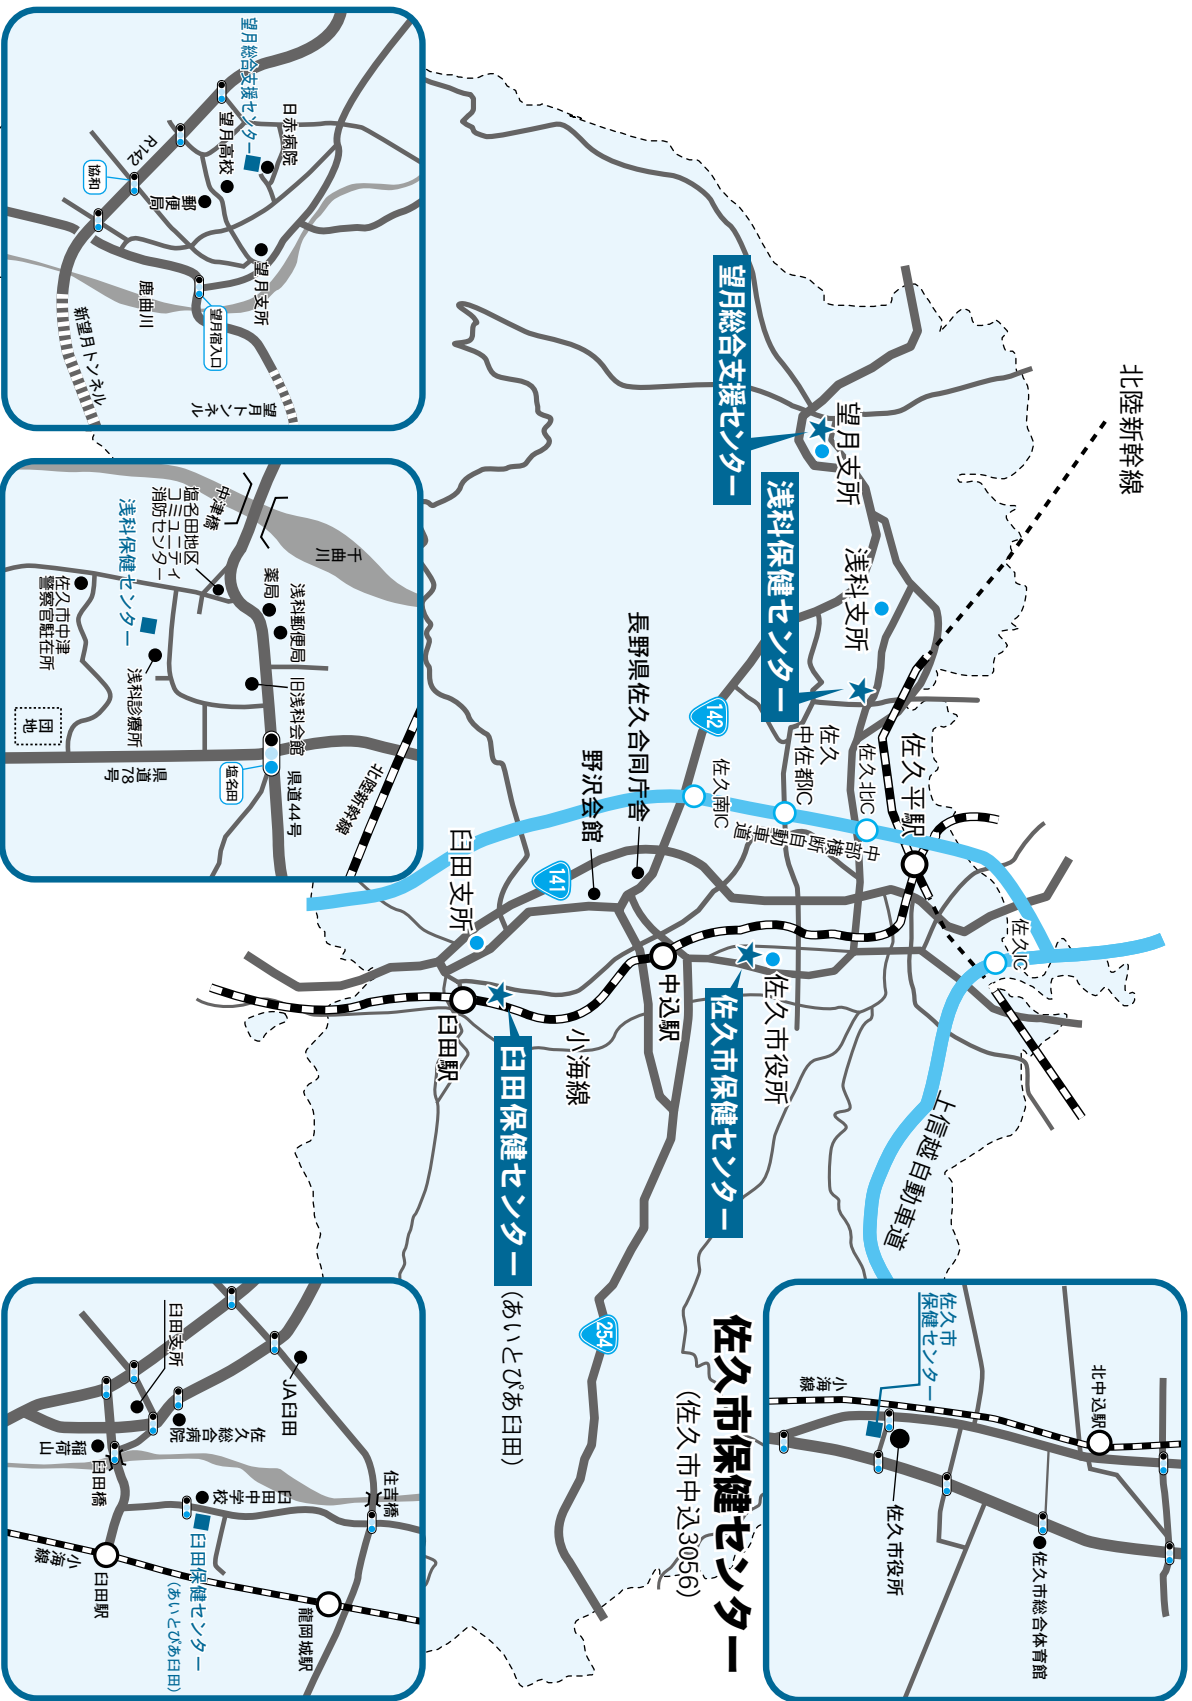 北陸新幹線
望月総合支援センター
望月支所
浅科保健センター
浅科支所
長野県佐久合同庁舎
野沢会館
142
141
254
佐久南IC
佐久
中佐都IC
佐久北IC
佐久平駅
中部横断自動車道
佐久IC
上信越自動車道
臼田支所
中込駅
佐久市役所
佐久市保健センター
臼田駅
小海線
臼田保健センター
(あいとぴあ臼田)
佐久市保健センター
(佐久市中込3056)
望月総合支援センター
日赤病院
望月高校
郵便局
R142
協和
望月支所
鹿曲川
望月宿入口
新望月トンネル
望月トンネル
中津橋
千曲川
塩名田地区
コミュニティ
消防センター
薬局
浅科郵便局
旧浅科会館
浅科保健センター
浅科診療所
佐久市中津
警察官駐在所
団地
県道78号
県道44号
塩名田
北陸新幹線
臼田支所
JA臼田
佐久総合病院
稲荷山
臼田橋
住吉橋
臼田中学校
臼田保健センター
(あいとぴあ臼田)
小海線
臼田駅
龍岡城駅
佐久市
保健センター
小海線
北中込駅
佐久市役所
佐久市総合体育館